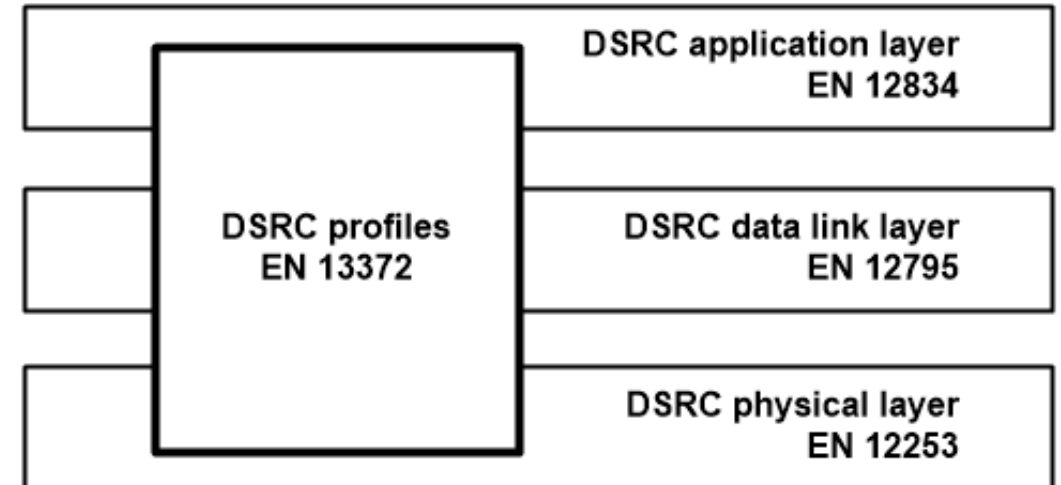 DSRC application layer
EN 12834
DSRC profiles
EN 13372
DSRC data link layer
EN 12795
DSRC physical layer
EN 12253